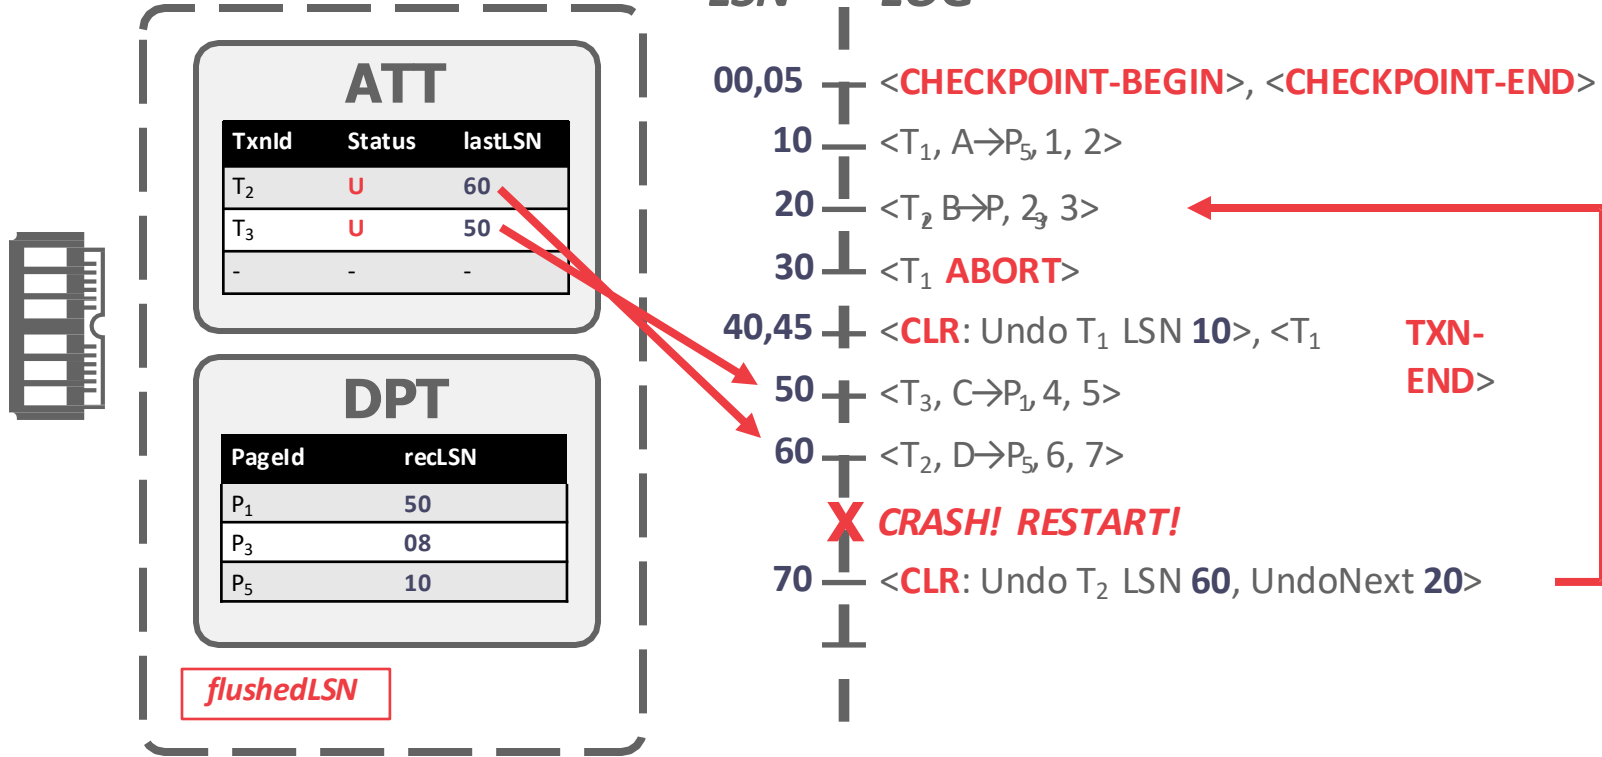 LSN LOG
ATT
TxnId Status lastLSN
T2 U 60
T3 U 50
- - -
DPT
PageId recLSN
P1 50
P3 08
P5 10
flushedLSN
00,05 <CHECKPOINT-BEGIN>, <CHECKPOINT-END>
10 <T1, A→P5, 1, 2>
20 <T2, B→P, 23, 3>
30 <T1 ABORT>
40,45 <CLR: Undo T1 LSN 10>, <T1 TXN-
END>
50 <T3, C→P1, 4, 5>
60 <T2, D→P5, 6, 7>
X CRASH! RESTART!
70 <CLR: Undo T2 LSN 60, UndoNext 20>